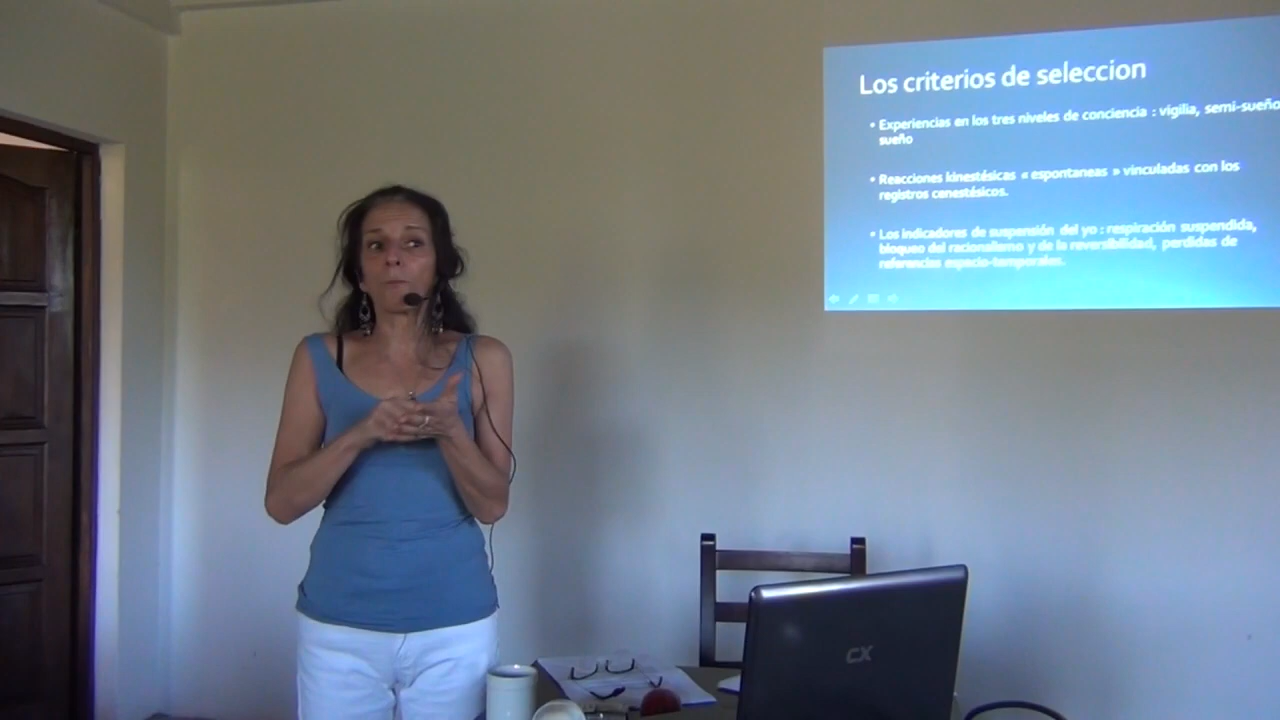 Los criterios de seleccion
• Experiencias en los tres niveles de conciencia : vigilia, semi-sueño
sueño
• Reacciones kinestésicas « espontaneas » vinculadas con los
registros cenestésicos.
• Los indicadores de suspensión del yo : respiración suspendida,
bloqueo del racionalismo y de la reversibilidad, perdidas de
referencias espacio-temporales.
CX